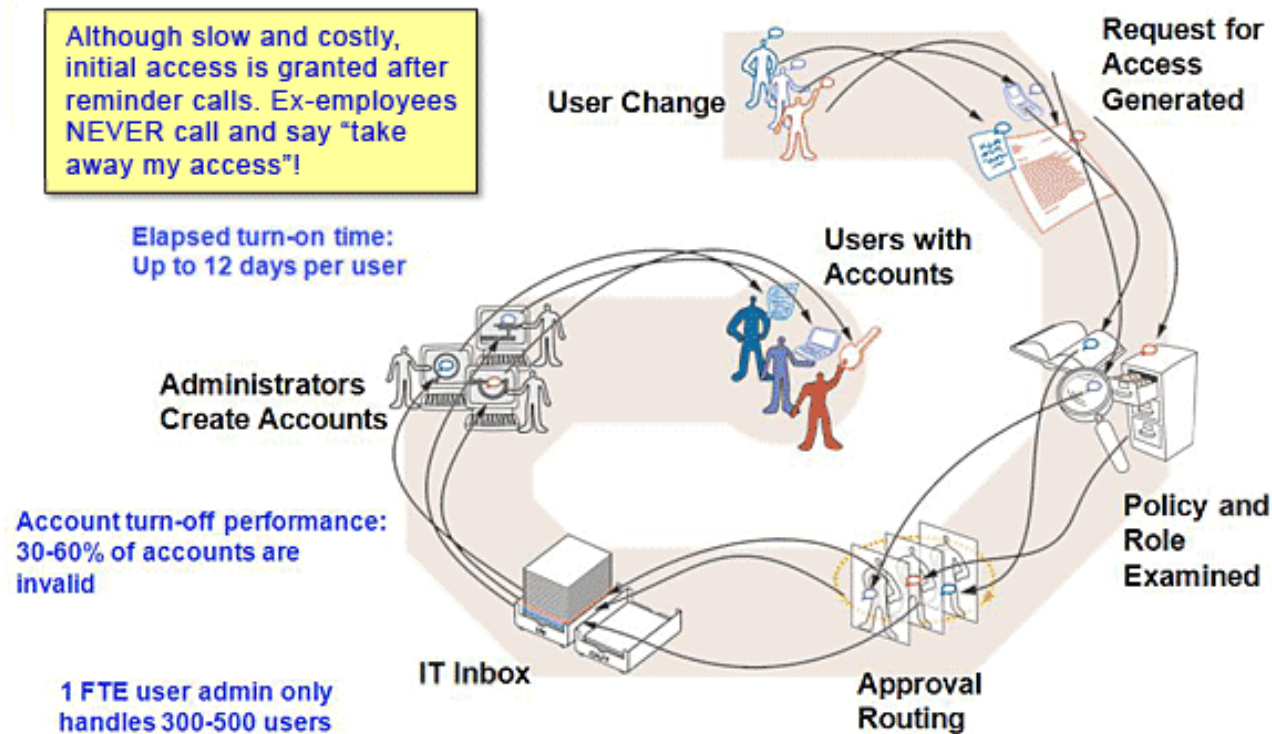 Although slow and costly,
initial access is granted after
reminder calls. Ex-employees
NEVER call and say “take
away my access”!
User Change
Request for
Access
Generated
Elapsed turn-on time:
Up to 12 days per user
Users with
Accounts
Administrators
Create Accounts
Policy and
Role
Examined
Account turn-off performance:
30-60% of accounts are
invalid
IT Inbox
Approval
Routing
1 FTE user admin only
handles 300-500 users